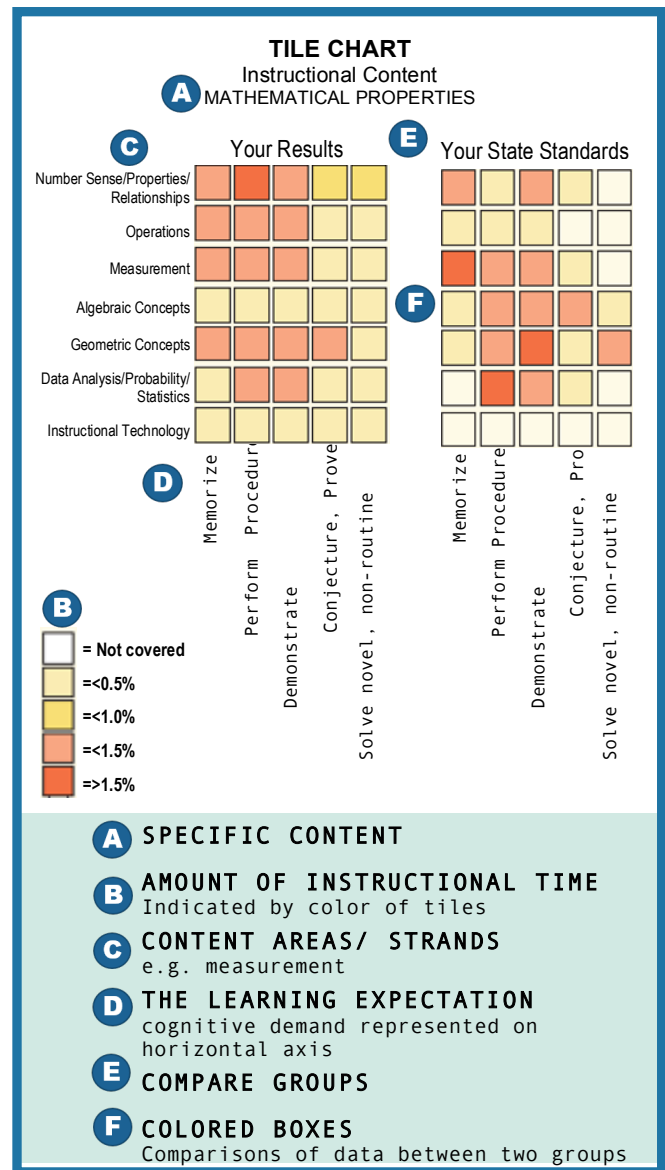 TILE CHART
Instructional Content
A MATHEMATICAL PROPERTIES
C
E
Your Results
Your State Standards
Number Sense/Properties/
Relationships
Operations
Measurement
Algebraic Concepts
F
Geometric Concepts
Data Analysis/Probability/
Statistics
Instructional Technology
D
Memorize
Perform Procedure
Demonstrate
Conjecture, Prove
Solve novel, non-routine
Memorize
Perform Procedure
Demonstrate
Conjecture, Pro
Solve novel, non-routine
B
= Not covered
=<0.5%
=<1.0%
=<1.5%
=>1.5%
A SPECIFIC CONTENT
B AMOUNT OF INSTRUCTIONAL TIME
Indicated by color of tiles
C CONTENT AREAS/ STRANDS
e.g. measurement
D THE LEARNING EXPECTATION
cognitive demand represented on
horizontal axis
E COMPARE GROUPS
F COLORED BOXES
Comparisons of data between two groups